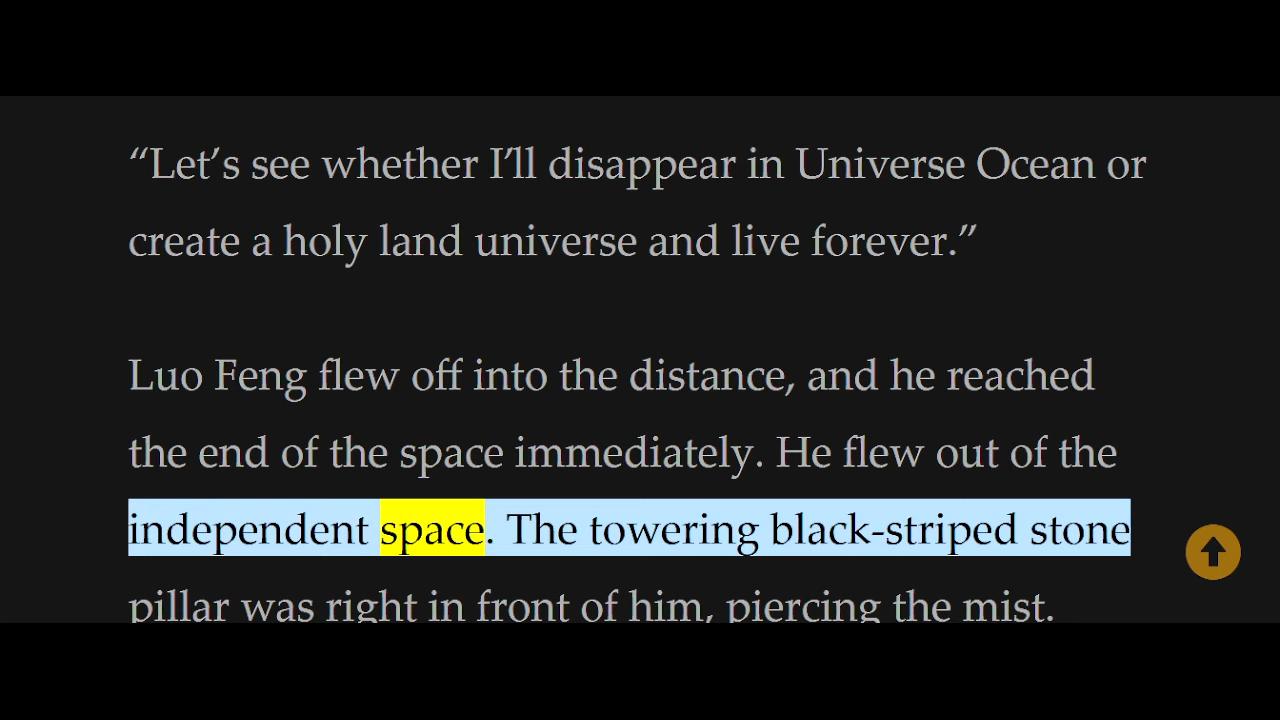 “Let’s see whether I’ll disappear in Universe Ocean or
create a holy land universe and live forever.”
Luo Feng flew off into the distance, and he reached
the end of the space immediately. He flew out of the
independent space. The towering black-striped stone
pillar was right in front of him, piercing the mist.